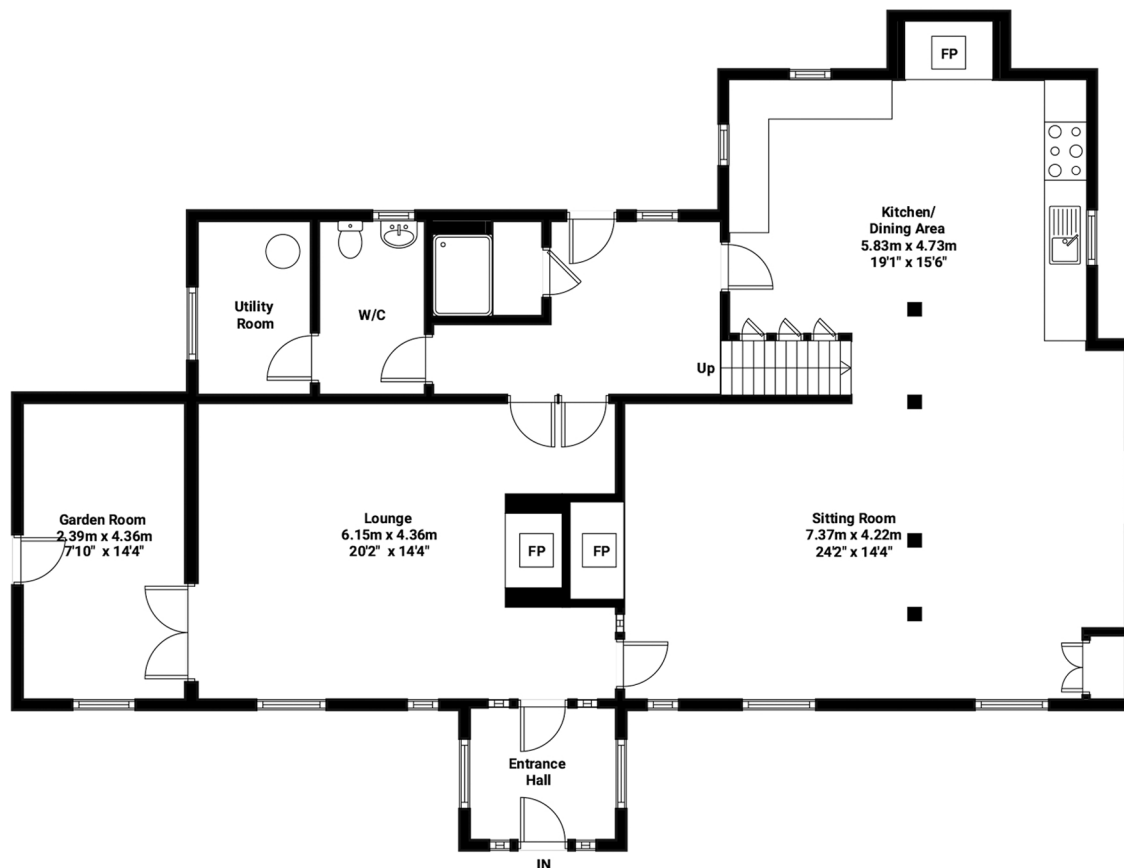 FP
Kitchen/
Dining Area
5.83m x 4.73m
19'1" x 15'6"
Utility
Room
W/C
Up
Garden Room
2.39m x 4.36m
7'10" x 14'4"
Lounge
6.15m x 4.36m
20'2" x 14'4"
FP
FP
Sitting Room
7.37m x 4.22m
24'2" x 14'4"
Entrance
Hall
IN